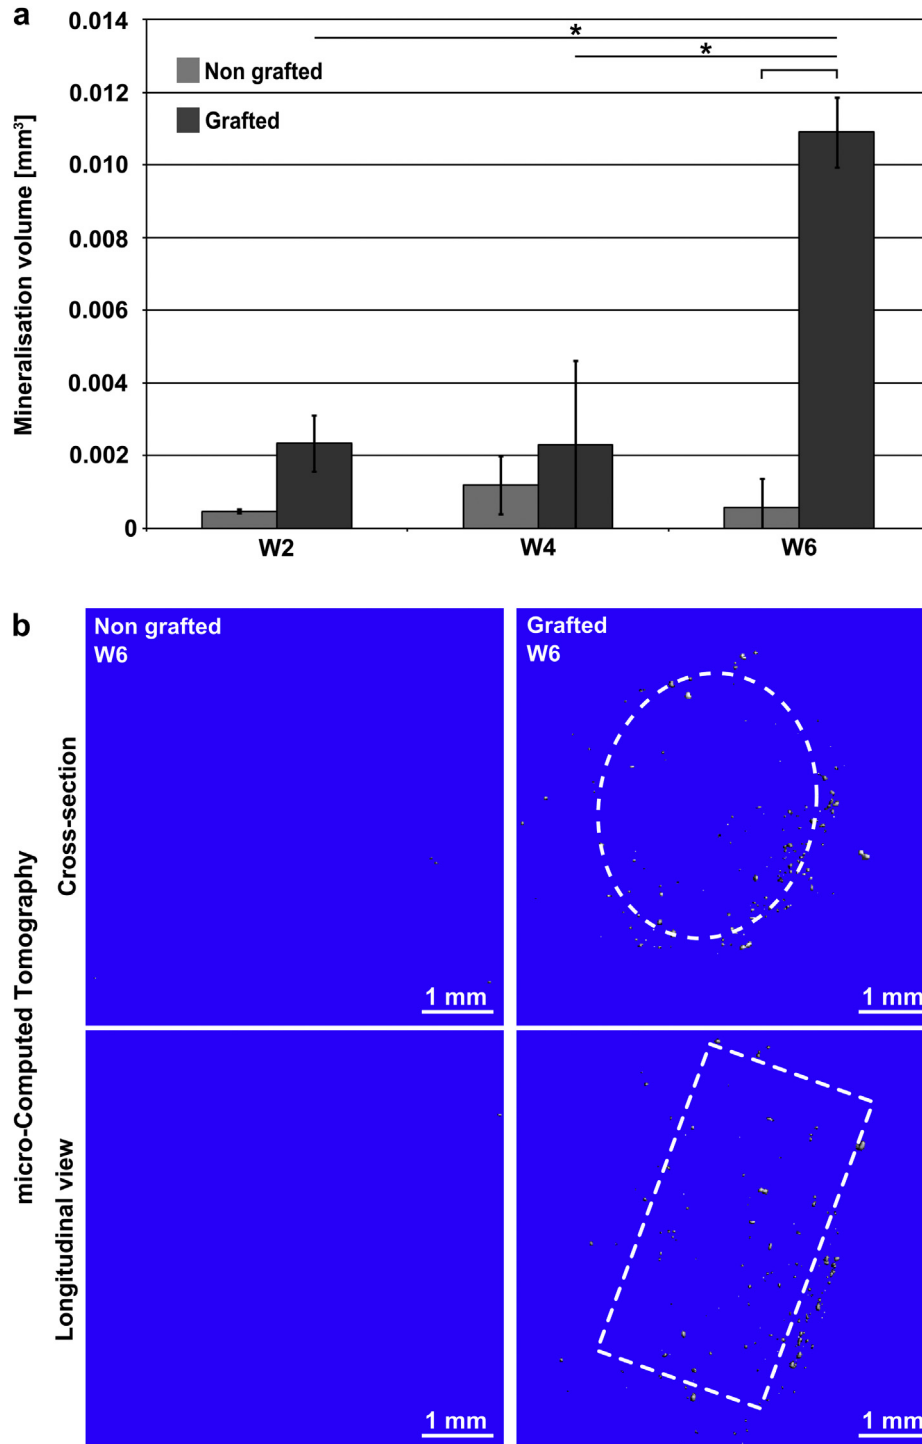 a
0.014
0.012
0.010
0.008
0.006
0.004
0.002
0
Mineralisation volume [mm³]
Non grafted
Grafted
*
*
W2
W4
W6
b
micro-Computed Tomography
Cross-section
Longitudinal view
Non grafted
W6
1 mm
Grafted
W6
1 mm
1 mm